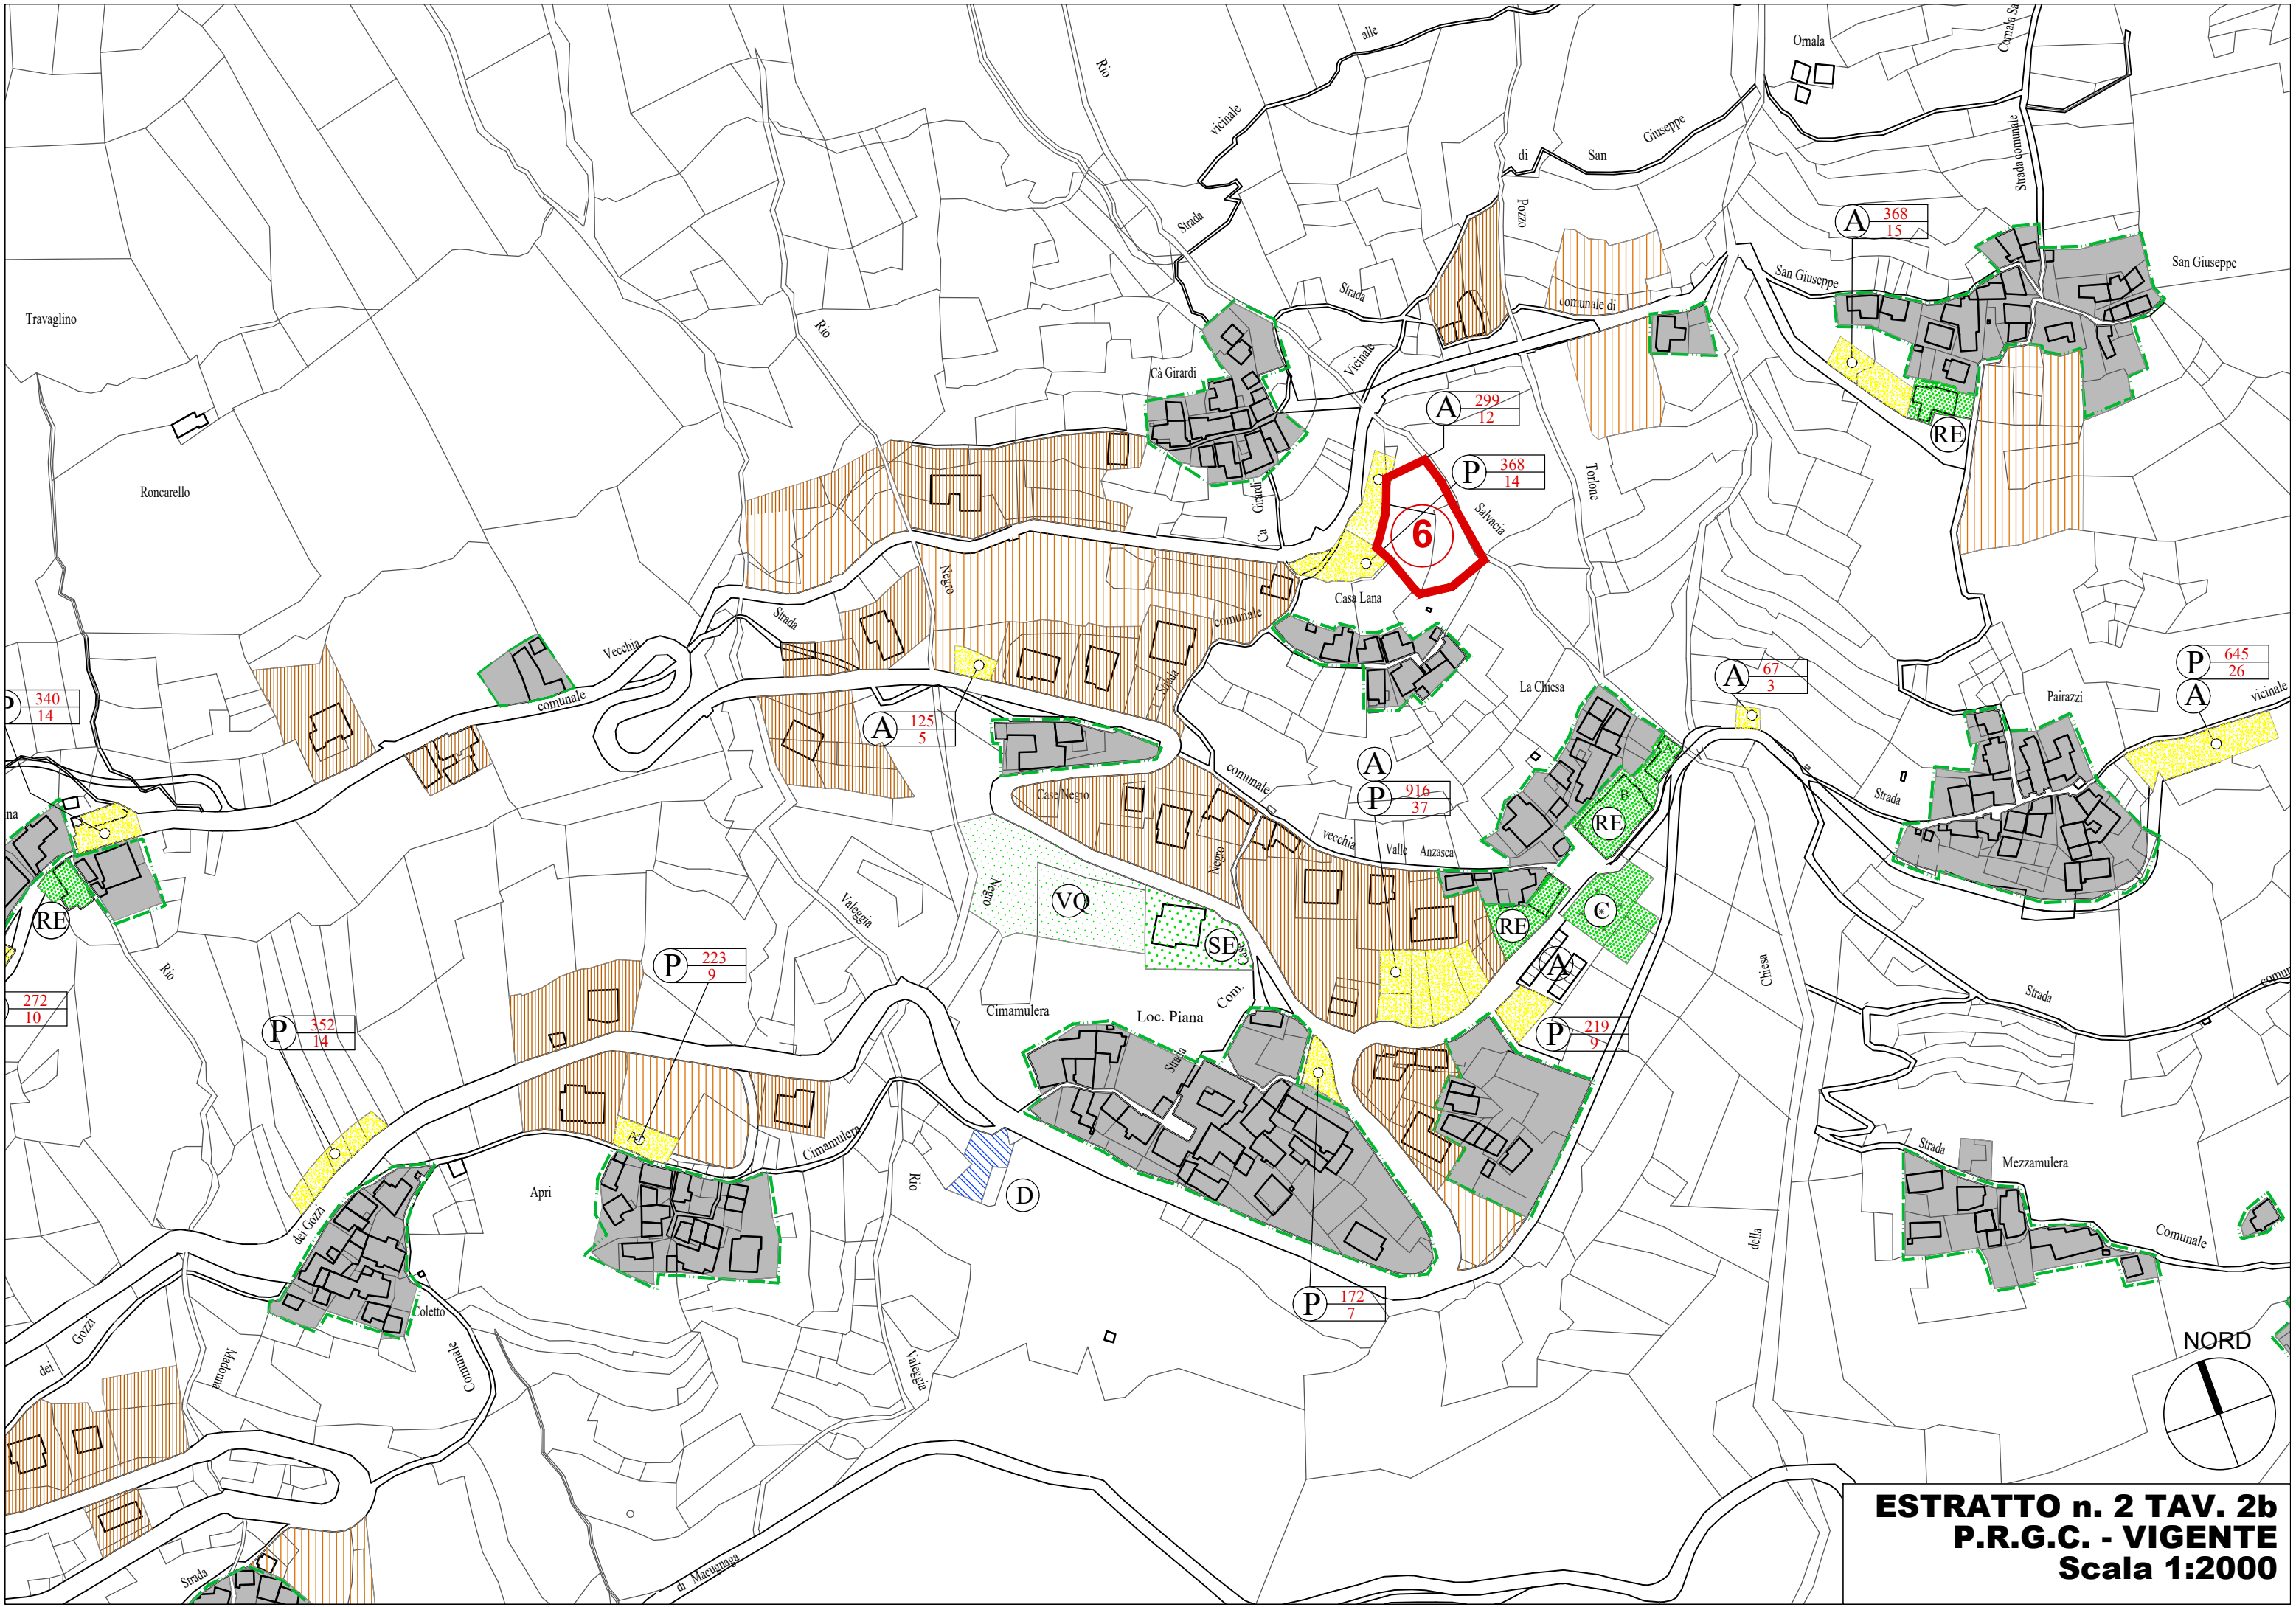 alle
Ornala
Rio
vicinale
Giuseppe
di
San
Strada comunale
Strada
Pozzo
A 368
15
San Giuseppe
San Giuseppe
Travaglino
Rio
Strada
comunale di
Vicinale
Cà Girardi
A 299
12
RE
P 368
14
Roncarello
Torlone
Ca Girardi
Salvacia
6
Negro
Casa Lana
Strada
comunale
Vecchia
comunale
Strada
La Chiesa
A 67
3
Pairazzi
P 645
26
A
vicinale
340
14
A 125
5
A
P 916
37
comunale
Case Negro
Strada
na
RE
vecchia
Valle
Anzasca
Negro
Negro
VQ
Valeggia
RE
C
RE
SE
Case
A
P 223
9
Rio
Chiesa
Strada
272
10
Cimamulera
Loc. Piana
Com.
P 352
14
P 219
9
Strada
Cimamulera
Strada
Mezzamulera
Apri
Rio
D
dei Gozzi
della
Comunale
P 172
7
Coletto
Gozzi
dei
Madonna
Comunale
Valeggia
NORD
di Macugnaga
Strada
ESTRATTO n. 2 TAV. 2b
P.R.G.C. - VIGENTE
Scala 1:2000